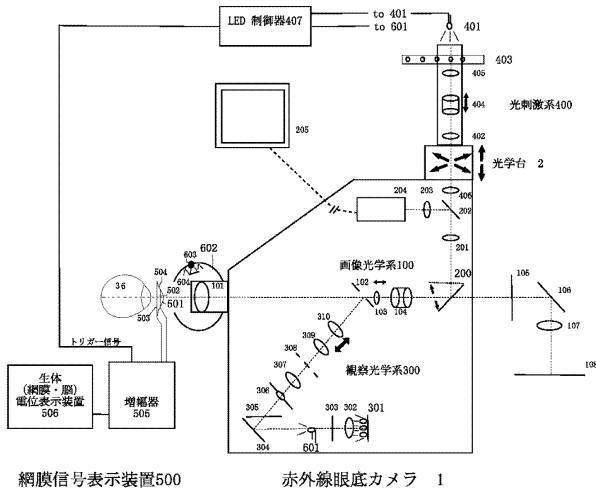 LED 制御器407
to 401
to 601
401
403
405
404
光刺激系400
402
205
光学台 2
204
203
406
202
201
602
603
604
504
36
502
501
503
101
画像光学系100
102
103
104
200
105
106
107
108
310
309
308
307
観察光学系300
306
305
304
303
302
301
601
トリガー信号
生体
(網膜・脳)
電位表示装置
506
増幅器
505
網膜信号表示装置500
赤外線眼底カメラ 1